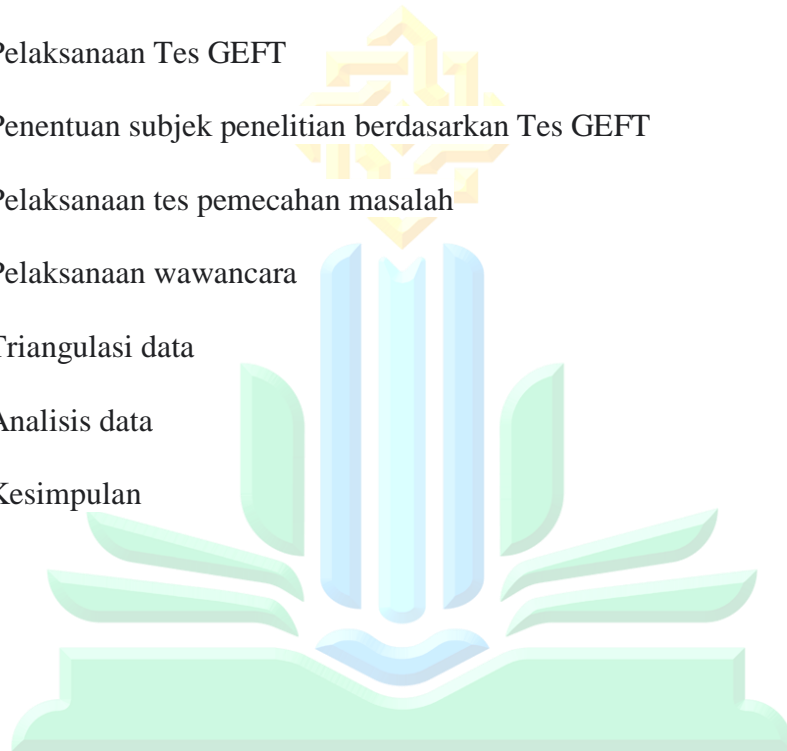 Pelaksanaan Tes GEFT
Penentuan subjek penelitian berdasarkan Tes GEFT
Pelaksanaan tes pemecahan masalah
Pelaksanaan wawancara
Triangulasi data
Analisis data
Kesimpulan